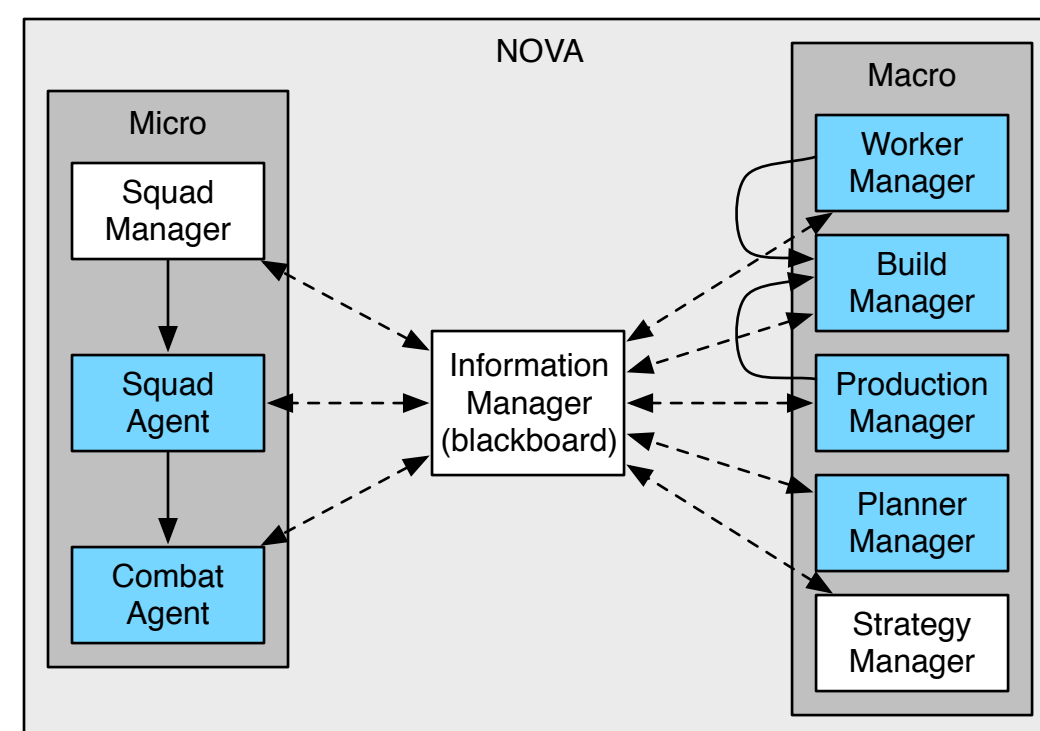 NOVA
Micro
Squad
Manager
Squad
Agent
Combat
Agent
Information
Manager
(blackboard)
Macro
Worker
Manager
Build
Manager
Production
Manager
Planner
Manager
Strategy
Manager